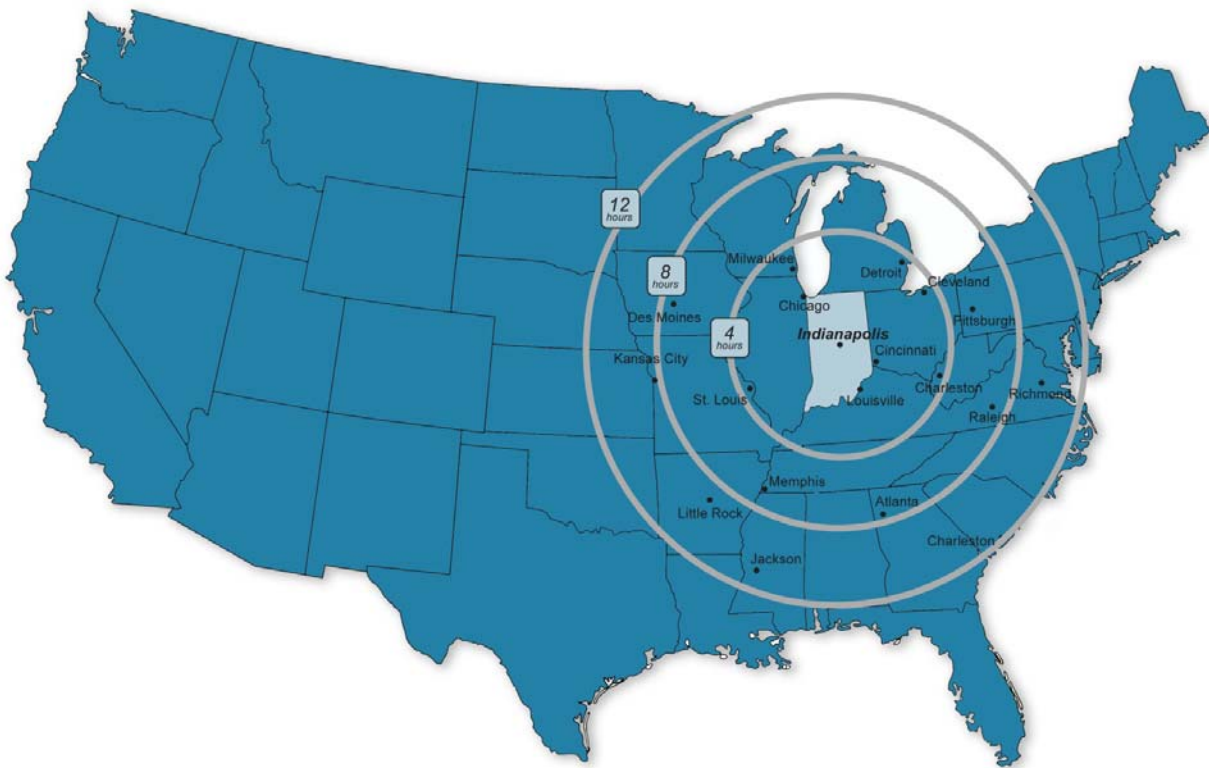 12
hours
Milwaukee
Detroit
8
hours
Cleveland
Chicago
Des Moines
Pittsburgh
4
hours
Indianapolis
Cincinnati
Kansas City
Charleston
Richmond
St. Louis
Louisville
Raleigh
Memphis
Atlanta
Little Rock
Charleston
Jackson